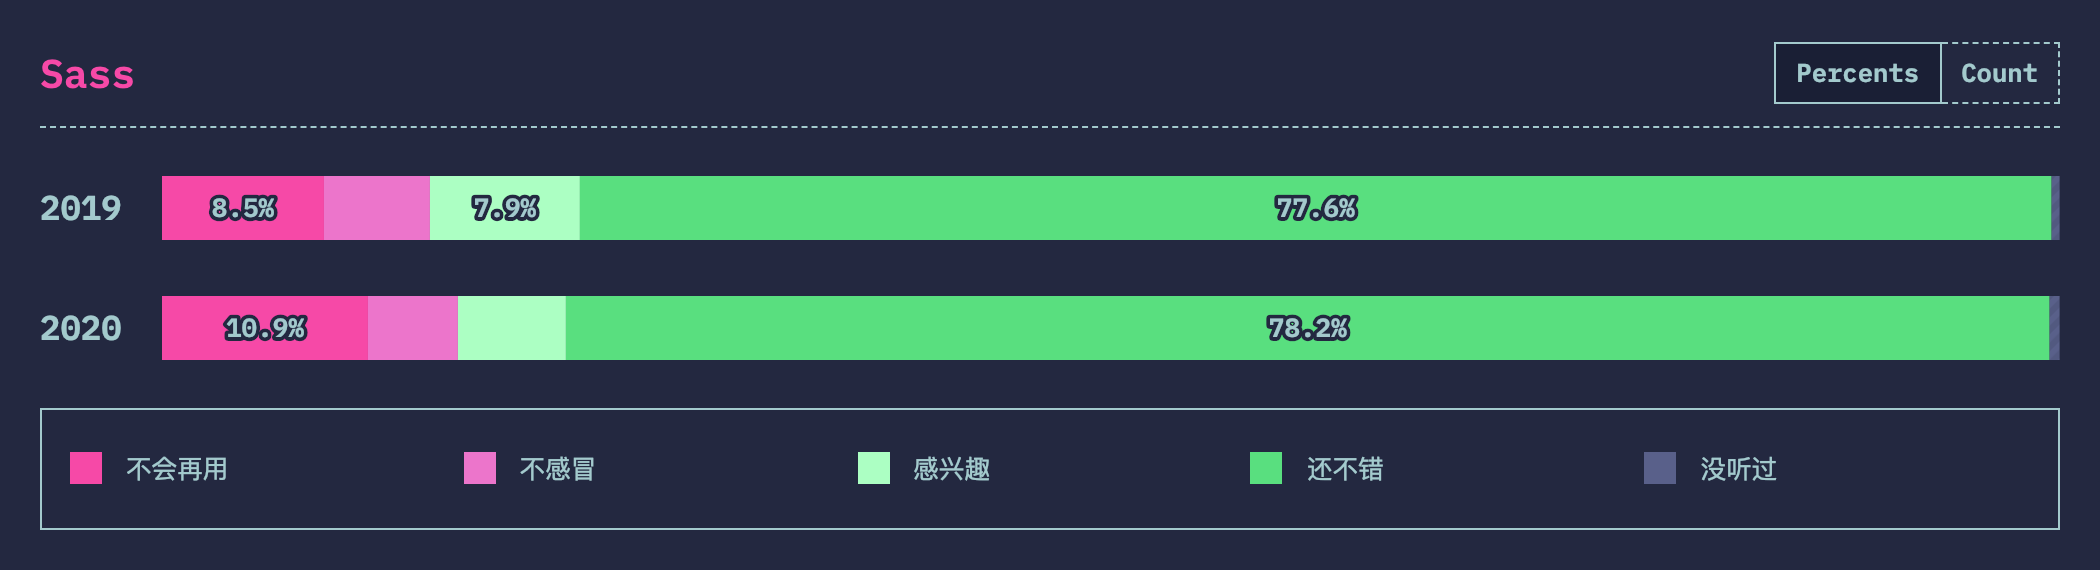 Sass
Percents Count
2019 8.5% 7.9% 77.6%
2020 10.9% 78.2%
不会再用 不感冒 感兴趣 还不错 没听过